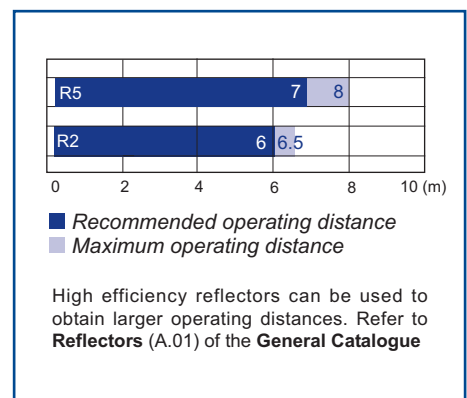 R5 7 8
R2 6 6.5
0 2 4 6 8 10 (m)
Recommended operating distance
Maximum operating distance
High efficiency reflectors can be used to
obtain larger operating distances. Refer to
Reflectors (A.01) of the General Catalogue